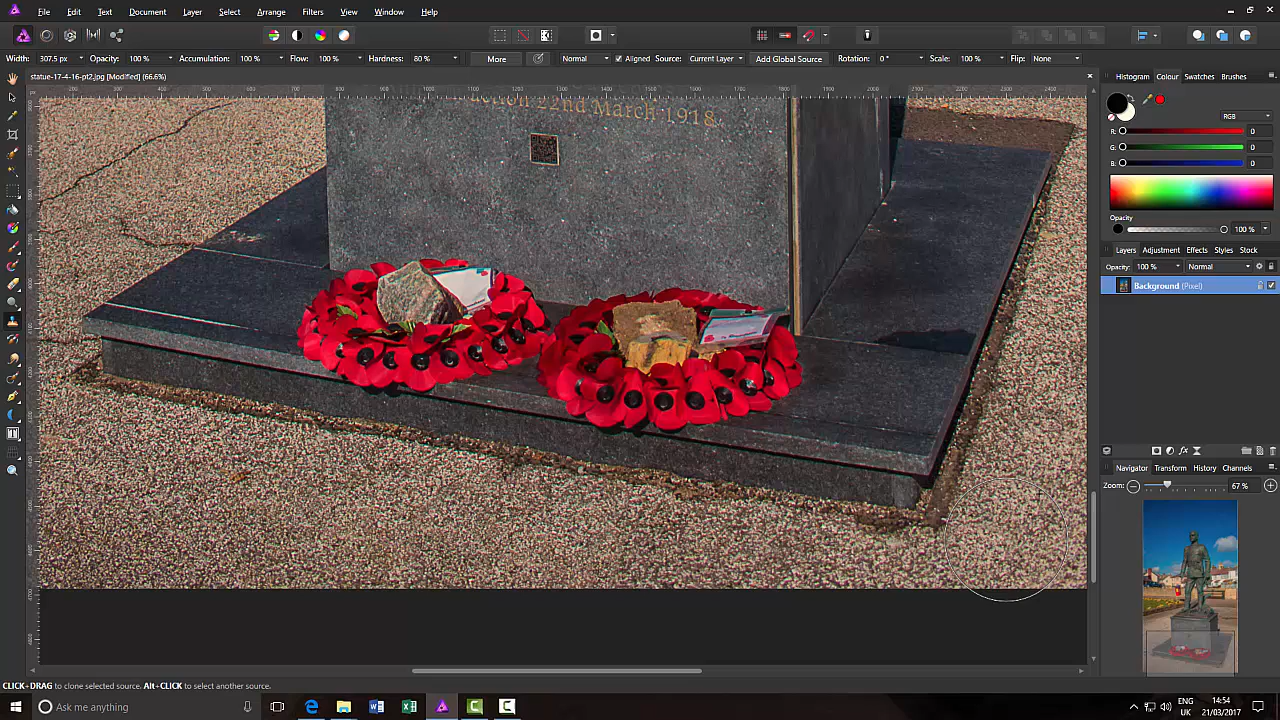 File Edit Text Document Layer Select Arrange Filters View Window Help
Width: 307.5 px Opacity: 100 % Accumulation: 100 % Flow: 100 % Hardness: 80 % More Normal Aligned Source: Current Layer Add Global Source Rotation: 0° Scale: 100 % Flip: None
statue-17-4-16-pt2.jpg [Modified] (66.6%)
Histogram Colour Swatches Brushes
22nd March 1918
RGB
R: 0
G: 0
B: 0
Opacity
100 %
Layers Adjustment Effects Styles Stock
Opacity: 100 % Normal
Background (Pixel)
Navigator Transform History Channels
Zoom: 67 %
CLICK+DRAG to clone selected source. Alt+CLICK to select another source.
Ask me anything
ENG
UK
14:54
21/03/2017